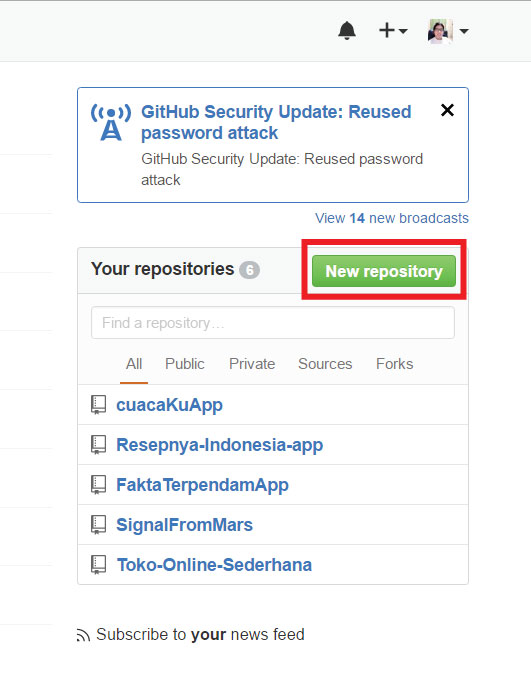 GitHub Security Update: Reused
password attack
GitHub Security Update: Reused password
attack
View 14 new broadcasts
Your repositories 6
New repository
Find a repository…
All Public Private Sources Forks
cuacaKuApp
Resepnya-Indonesia-app
FaktaTerpendamApp
SignalFromMars
Toko-Online-Sederhana
Subscribe to your news feed